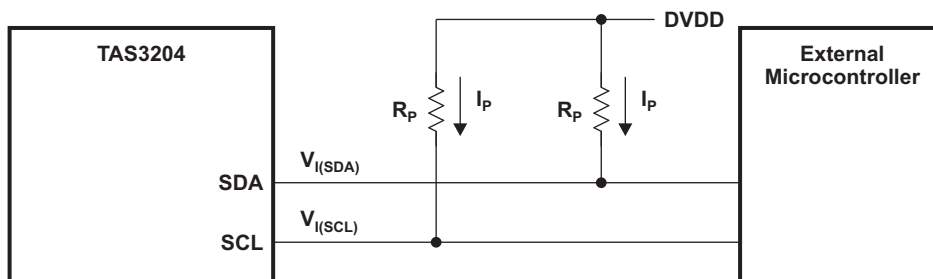 DVDD
TAS3204
External
Microcontroller
R_P
I_P
R_P
I_P
V_I(SDA)
SDA
V_I(SCL)
SCL